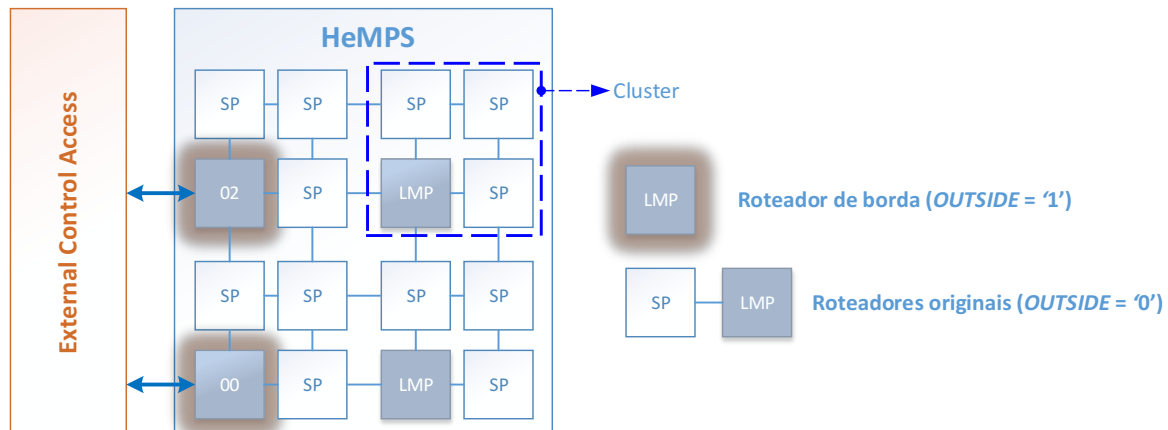 HeMPS
External Control Access
SP SP SP SP
Cluster
02 SP LMP SP
LMP Roteador de borda (OUTSIDE = ‘1’)
SP SP SP SP
SP LMP Roteadores originais (OUTSIDE = ‘0’)
00 SP LMP SP